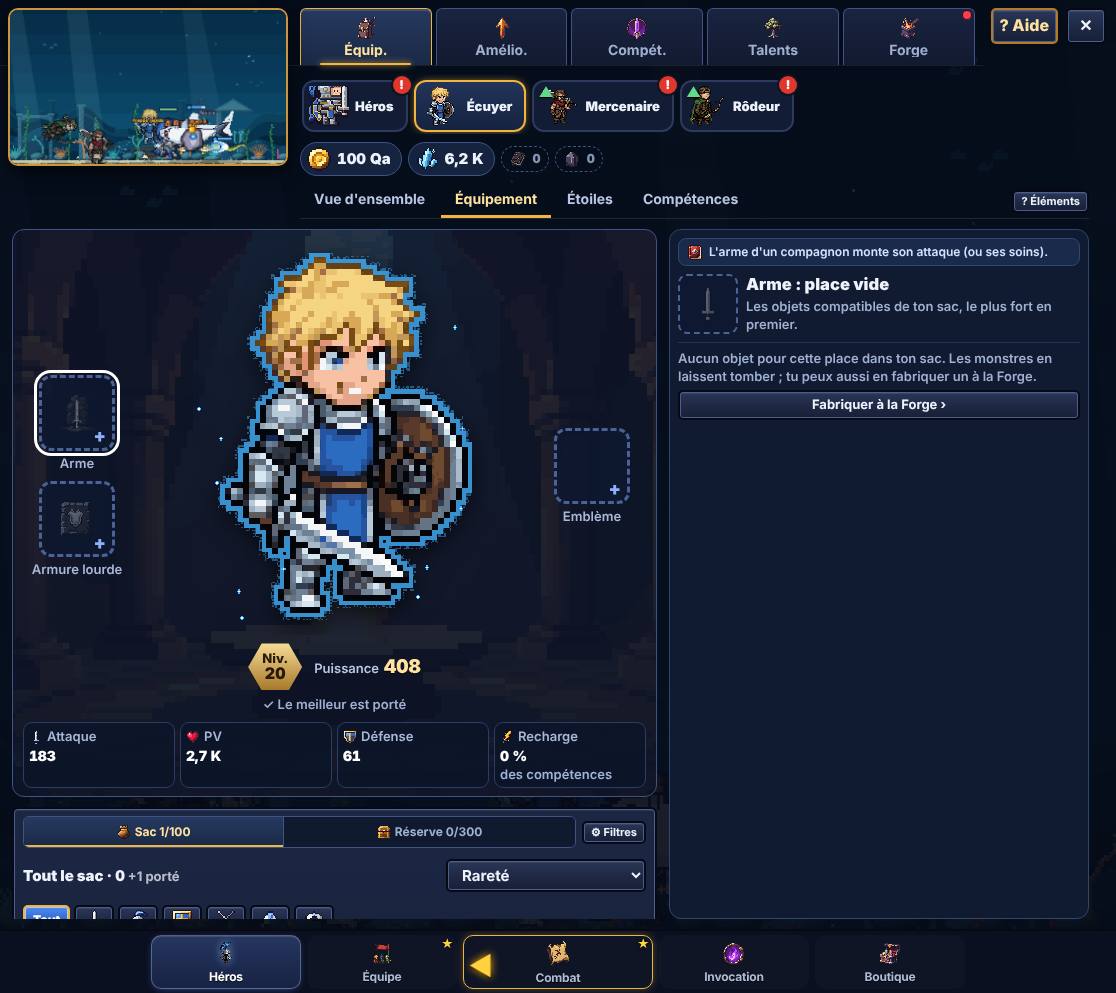 Équip.
Amélio.
Compét.
Talents
Forge
? Aide
✕
Héros
!
Écuyer
Mercenaire
!
Rôdeur
!
100 Qa
6,2 K
0
0
Vue d'ensemble
Équipement
Étoiles
Compétences
? Éléments
Arme
Armure lourde
Emblème
Niv.
20
Puissance 408
✓ Le meilleur est porté
Attaque
183
PV
2,7 K
Défense
61
Recharge
0 %
des compétences
L'arme d'un compagnon monte son attaque (ou ses soins).
Arme : place vide
Les objets compatibles de ton sac, le plus fort en
premier.
Aucun objet pour cette place dans ton sac. Les monstres en
laissent tomber ; tu peux aussi en fabriquer un à la Forge.
Fabriquer à la Forge ›
Sac 1/100
Réserve 0/300
⚙ Filtres
Tout le sac · 0 +1 porté
Rareté
Tout
Héros
Équipe
Combat
Invocation
Boutique